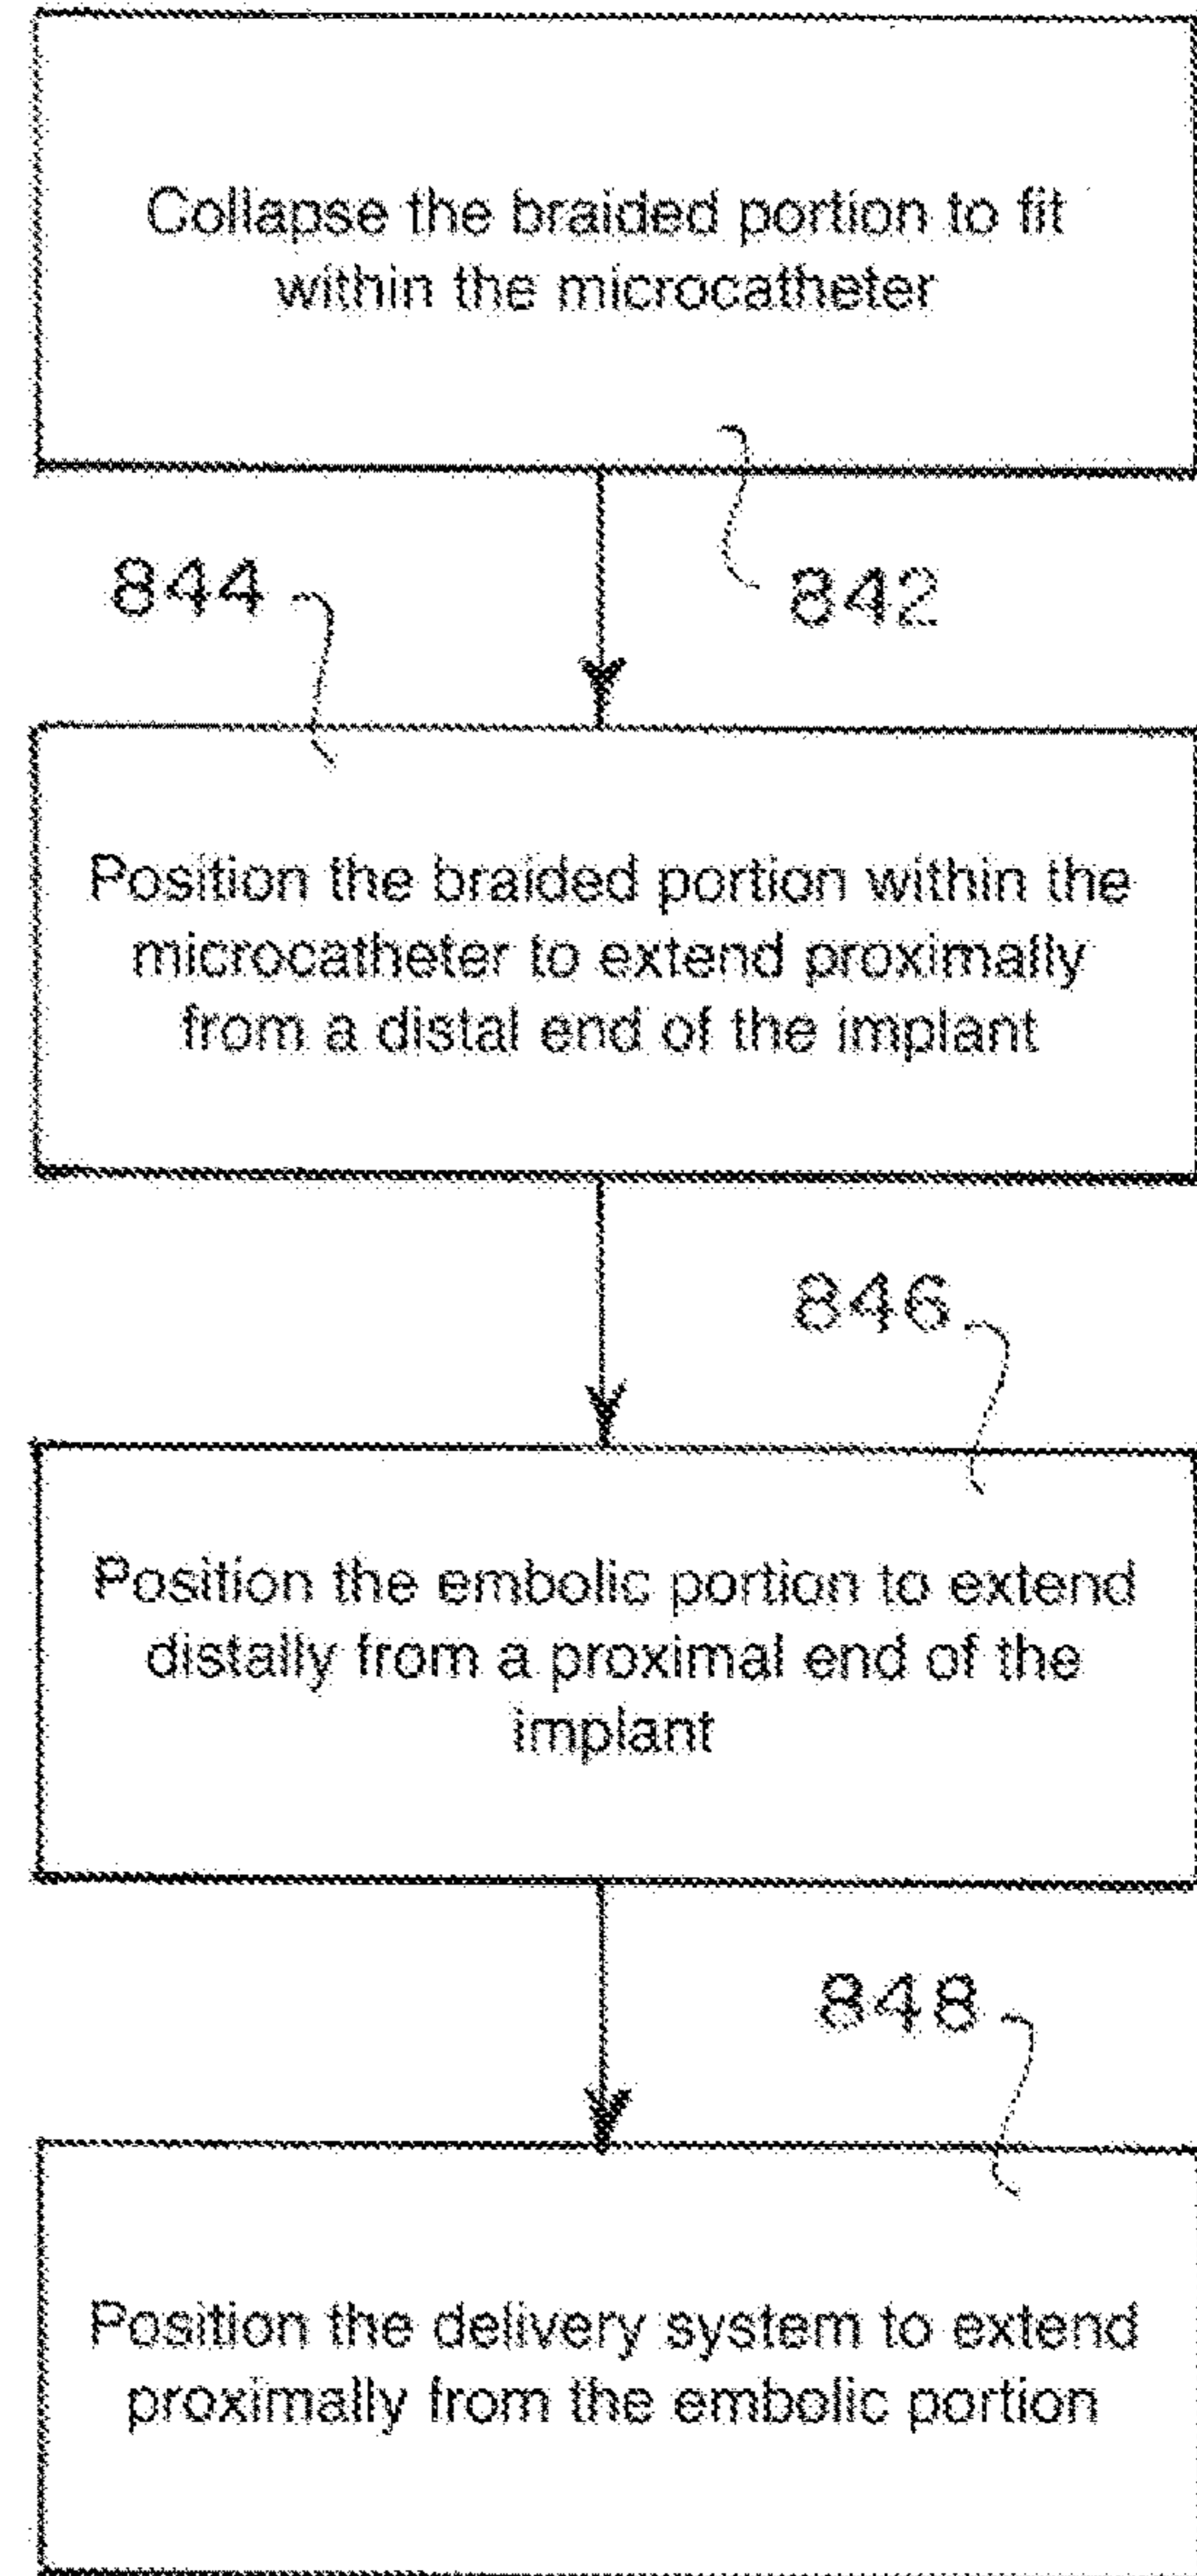 Collapse the braided portion to fit
within the microcatheter
842
844
Position the braided portion within the
microcatheter to extend proximally
from a distal end of the implant
846
Position the embolic portion to extend
distally from a proximal end of the
implant
848
Position the delivery system to extend
proximally from the embolic portion